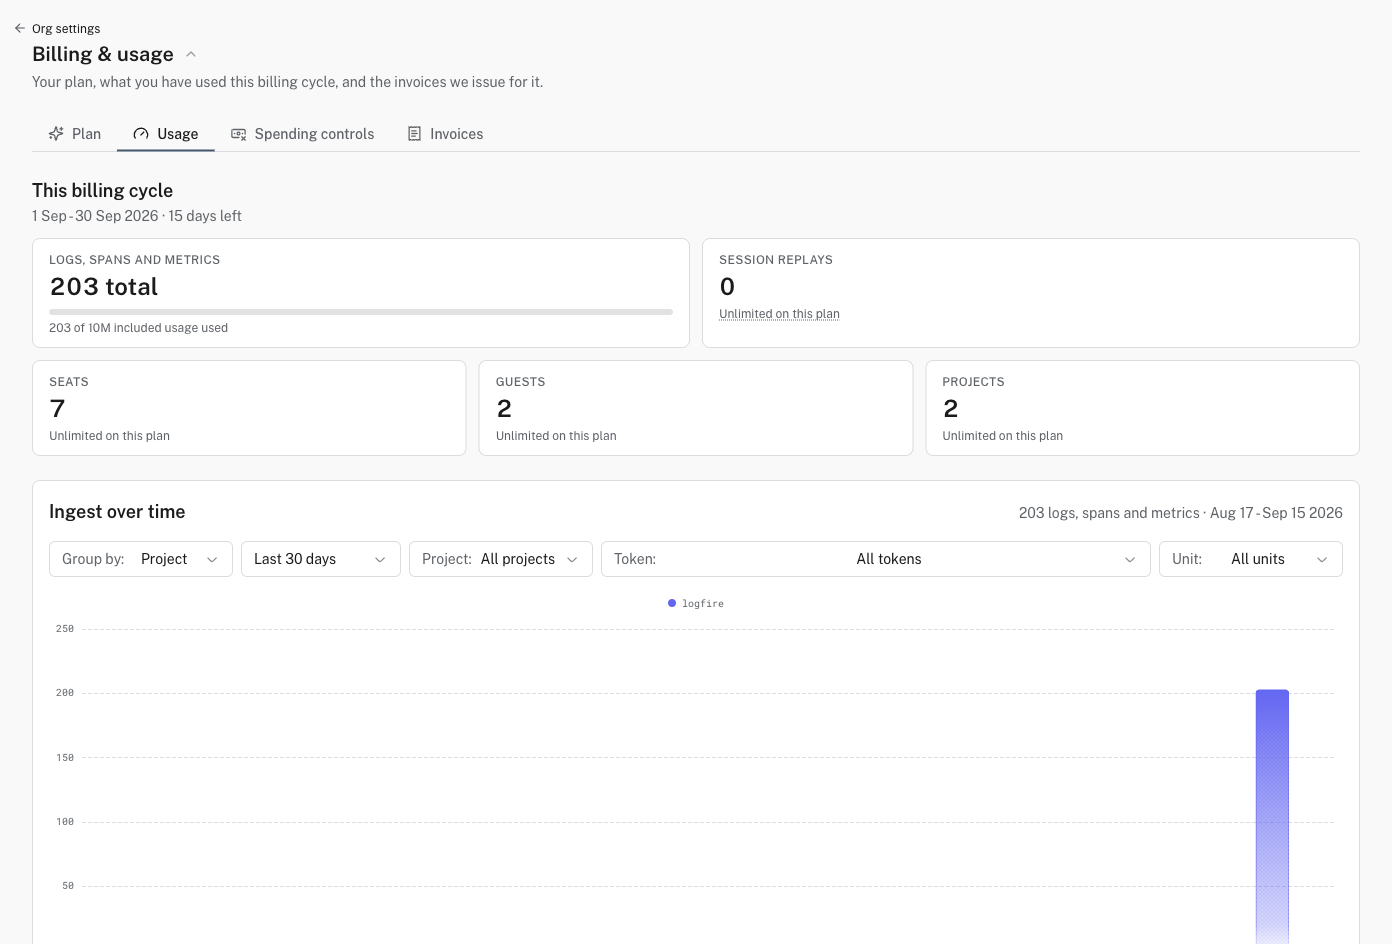 Org settings
Billing & usage
Your plan, what you have used this billing cycle, and the invoices we issue for it.
Plan
Usage
Spending controls
Invoices
This billing cycle
1 Sep - 30 Sep 2026 · 15 days left
LOGS, SPANS AND METRICS
203 total
203 of 10M included usage used
SESSION REPLAYS
0
Unlimited on this plan
SEATS
7
Unlimited on this plan
GUESTS
2
Unlimited on this plan
PROJECTS
2
Unlimited on this plan
Ingest over time
203 logs, spans and metrics · Aug 17 - Sep 15 2026
Group by: Project
Last 30 days
Project: All projects
Token: All tokens
Unit: All units
logfire
250
200
150
100
50